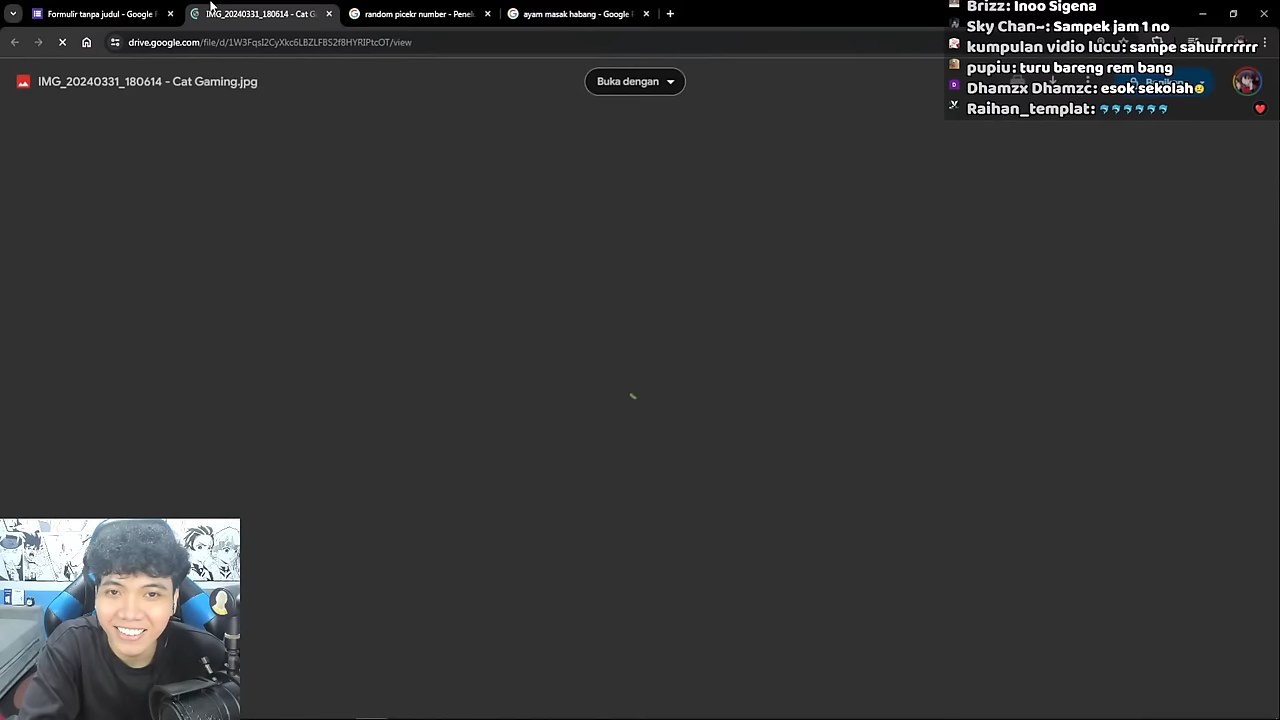 Formulir tanpa judul - Google F
IMG_20240331_180614 - Cat G
random picekr number - Penel
ayam masak habang - Google
drive.google.com/file/d/1W3Fqsl2CyXkc6LBZLFBS2f8HYRIPtcOT/view
IMG_20240331_180614 - Cat Gaming.jpg
Buka dengan
Brizz: Inoo Sigena
Sky Chan~: Sampek jam 1 no
kumpulan vidio lucu: sampe sahurrrrrrr
pupiu: turu bareng rem bang
Dhamzx Dhamzc: esok sekolah😢
Raihan_templat: 🐬🐬🐬🐬🐬🐬